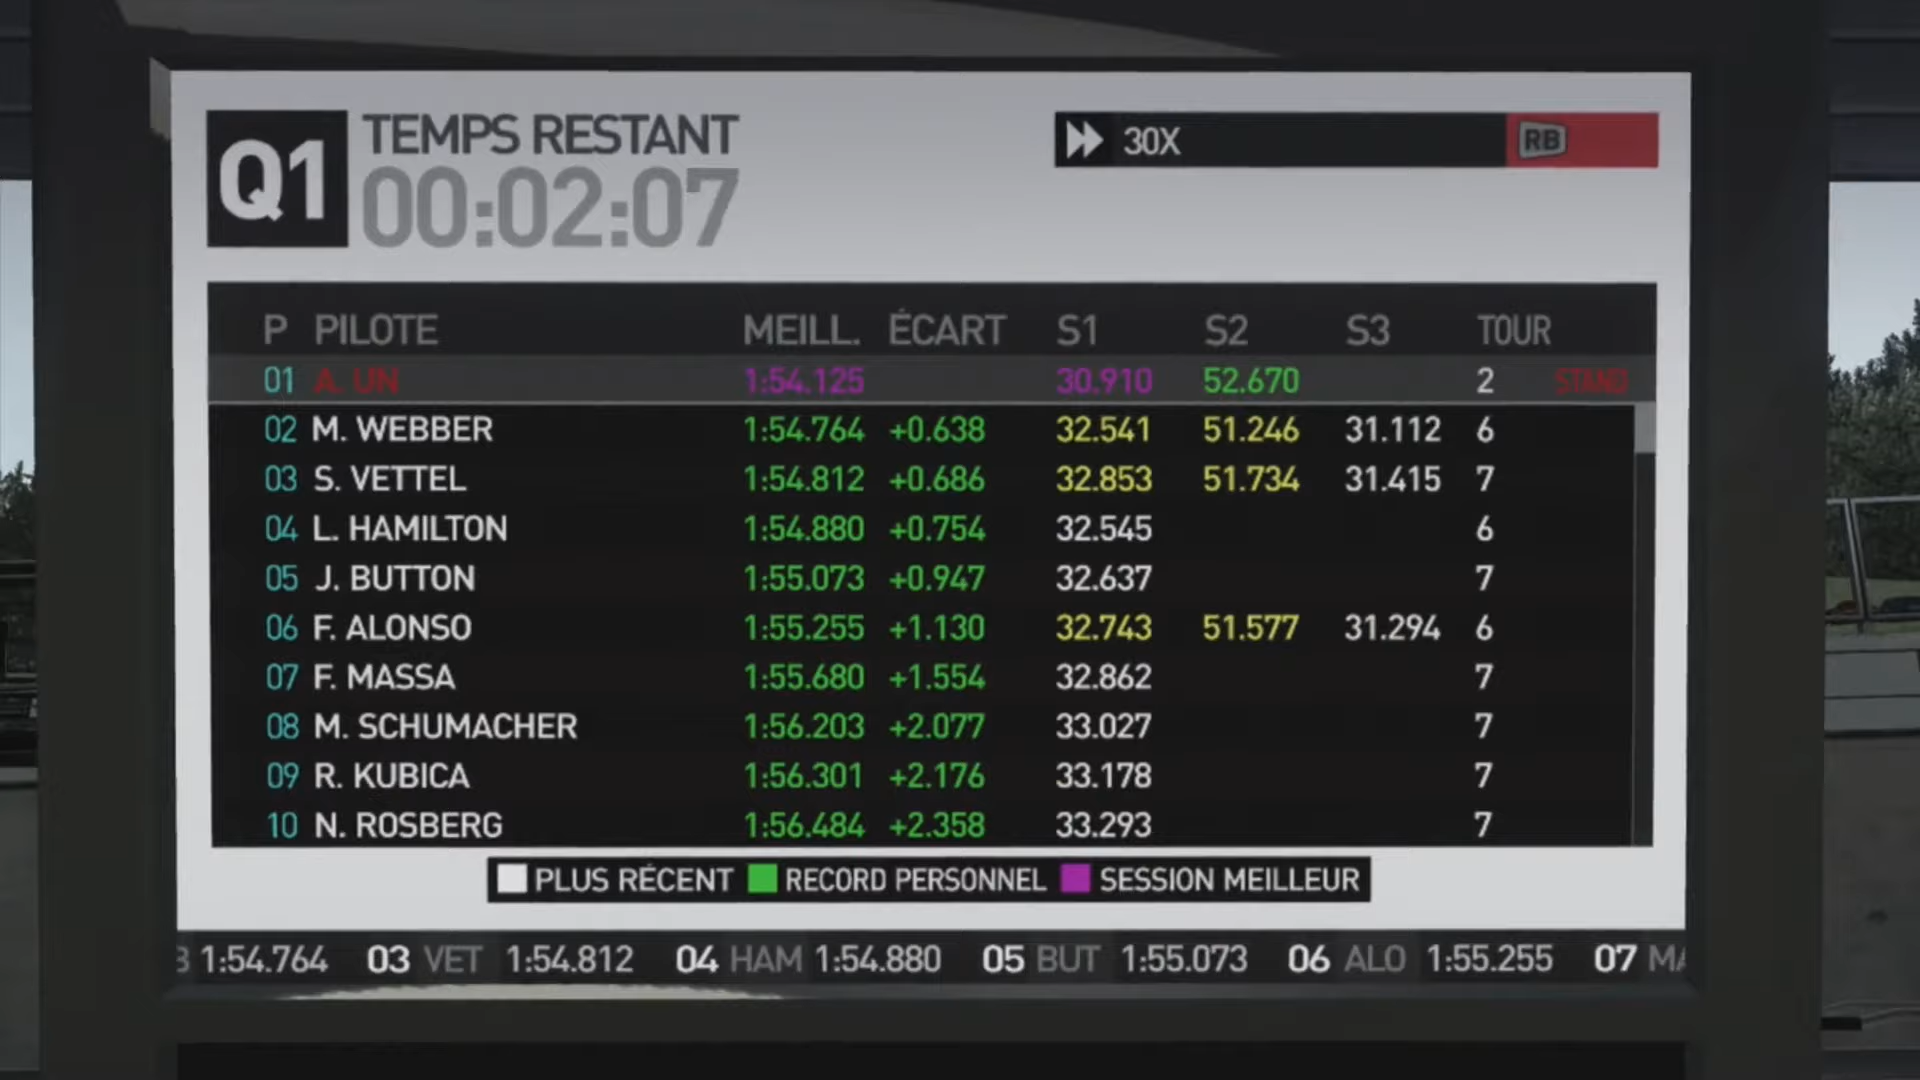 Q1 TEMPS RESTANT
00:02:07
30X RB
P PILOTE MEILL. ÉCART S1 S2 S3 TOUR
01 A. UN 1:54.125 30.910 52.670 2 STAND
02 M. WEBBER 1:54.764 +0.638 32.541 51.246 31.112 6
03 S. VETTEL 1:54.812 +0.686 32.853 51.734 31.415 7
04 L. HAMILTON 1:54.880 +0.754 32.545 6
05 J. BUTTON 1:55.073 +0.947 32.637 7
06 F. ALONSO 1:55.255 +1.130 32.743 51.577 31.294 6
07 F. MASSA 1:55.680 +1.554 32.862 7
08 M. SCHUMACHER 1:56.203 +2.077 33.027 7
09 R. KUBICA 1:56.301 +2.176 33.178 7
10 N. ROSBERG 1:56.484 +2.358 33.293 7
PLUS RÉCENT RECORD PERSONNEL SESSION MEILLEUR
1:54.764 03 VET 1:54.812 04 HAM 1:54.880 05 BUT 1:55.073 06 ALO 1:55.255 07